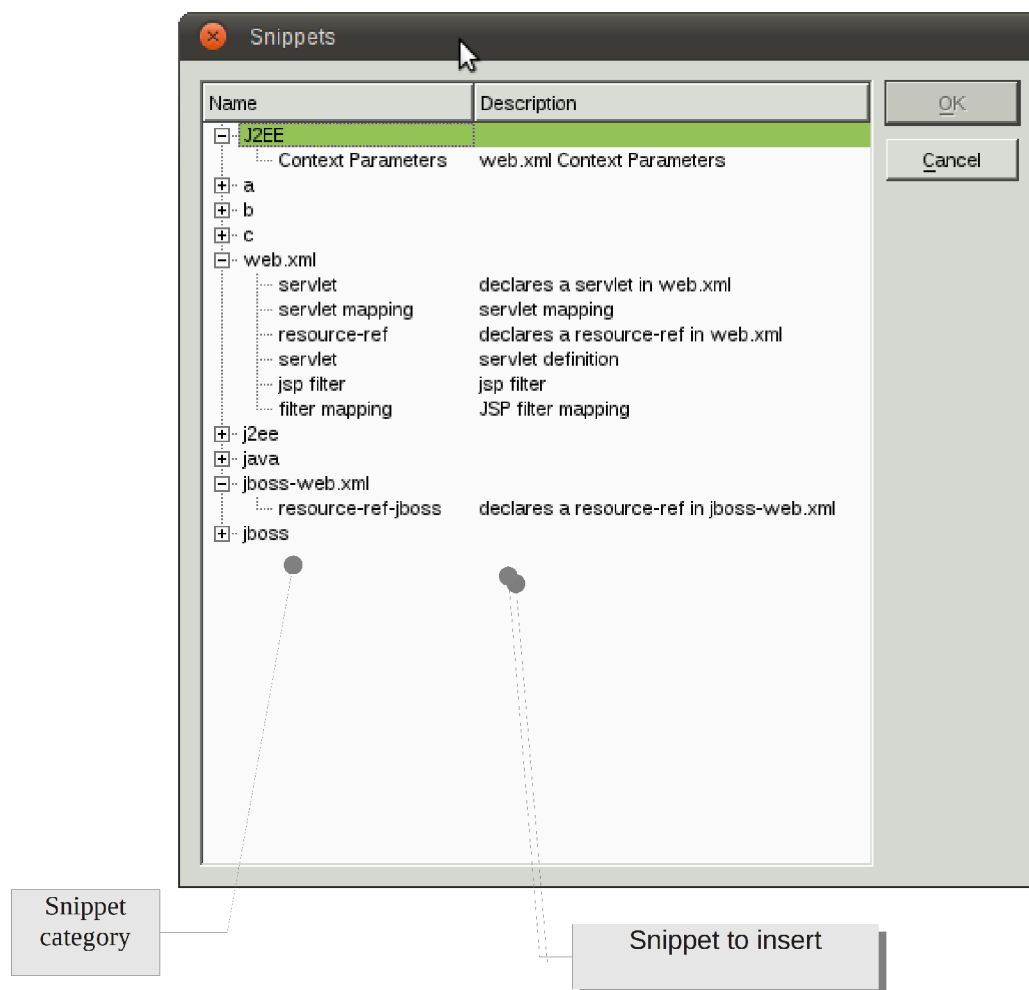 Snippets
Name Description OK
J2EE
Context Parameters web.xml Context Parameters Cancel
a
b
c
web.xml
servlet declares a servlet in web.xml
servlet mapping servlet mapping
resource-ref declares a resource-ref in web.xml
servlet servlet definition
jsp filter jsp filter
filter mapping JSP filter mapping
j2ee
java
jboss-web.xml
resource-ref-jboss declares a resource-ref in jboss-web.xml
jboss
Snippet
category
Snippet to insert